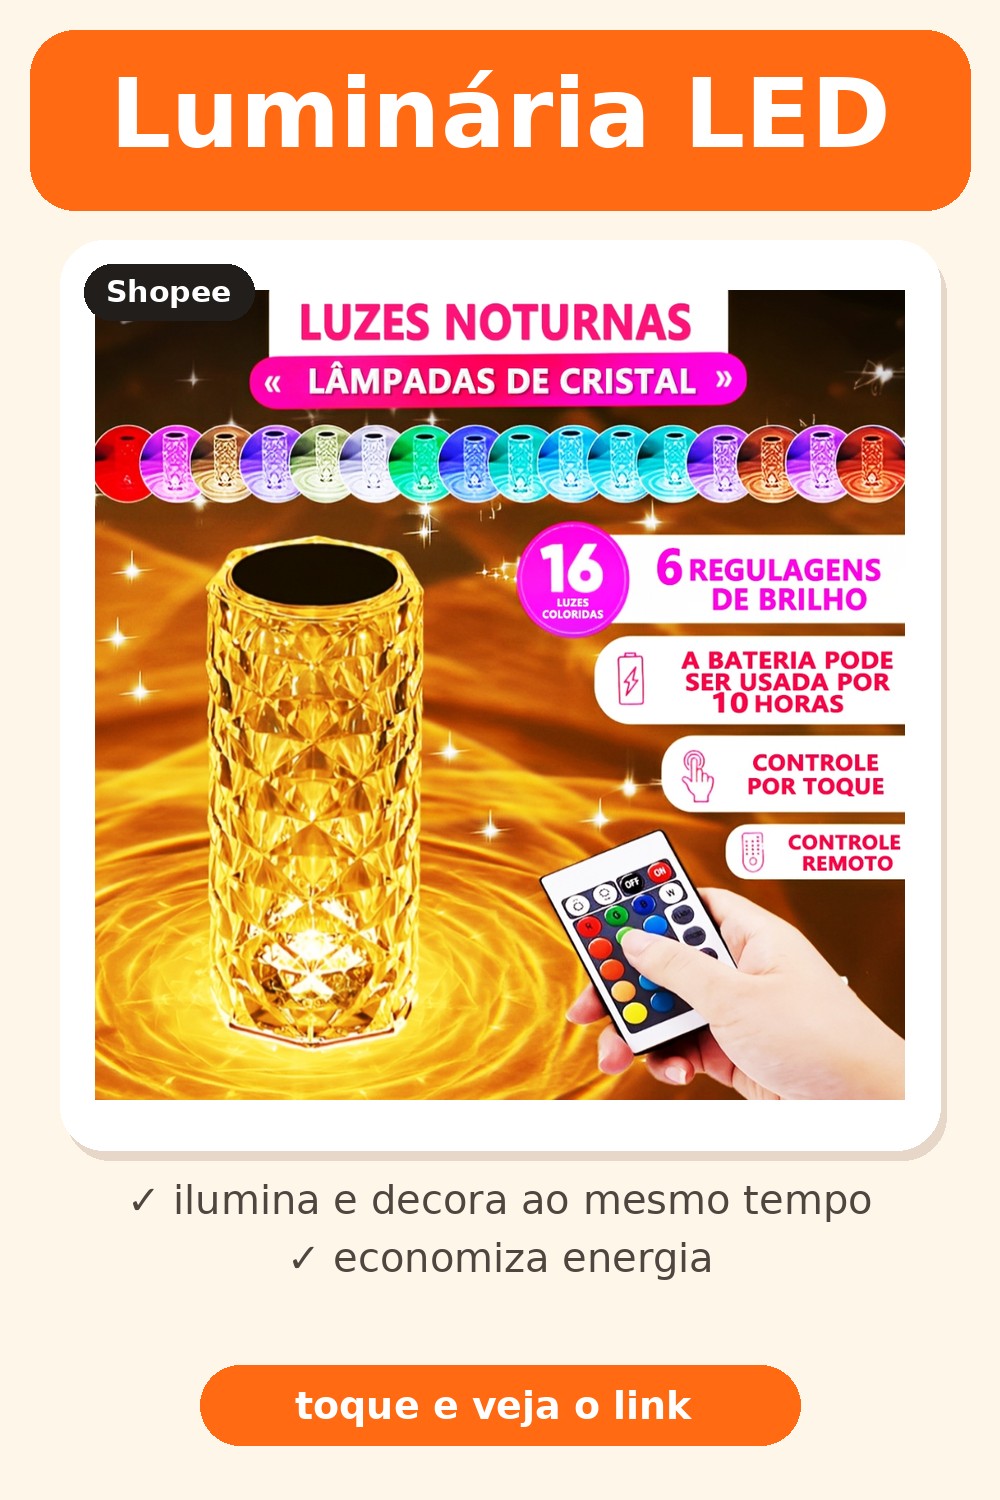 Luminária LED
Shopee
LUZES NOTURNAS
« LÂMPADAS DE CRISTAL »
16
LUZES
COLORIDAS
6 REGULAGENS
DE BRILHO
A BATERIA PODE
SER USADA POR
10 HORAS
CONTROLE
POR TOQUE
CONTROLE
REMOTO
OFF
ON
R
G
B
W
✓ ilumina e decora ao mesmo tempo
✓ economiza energia
toque e veja o link